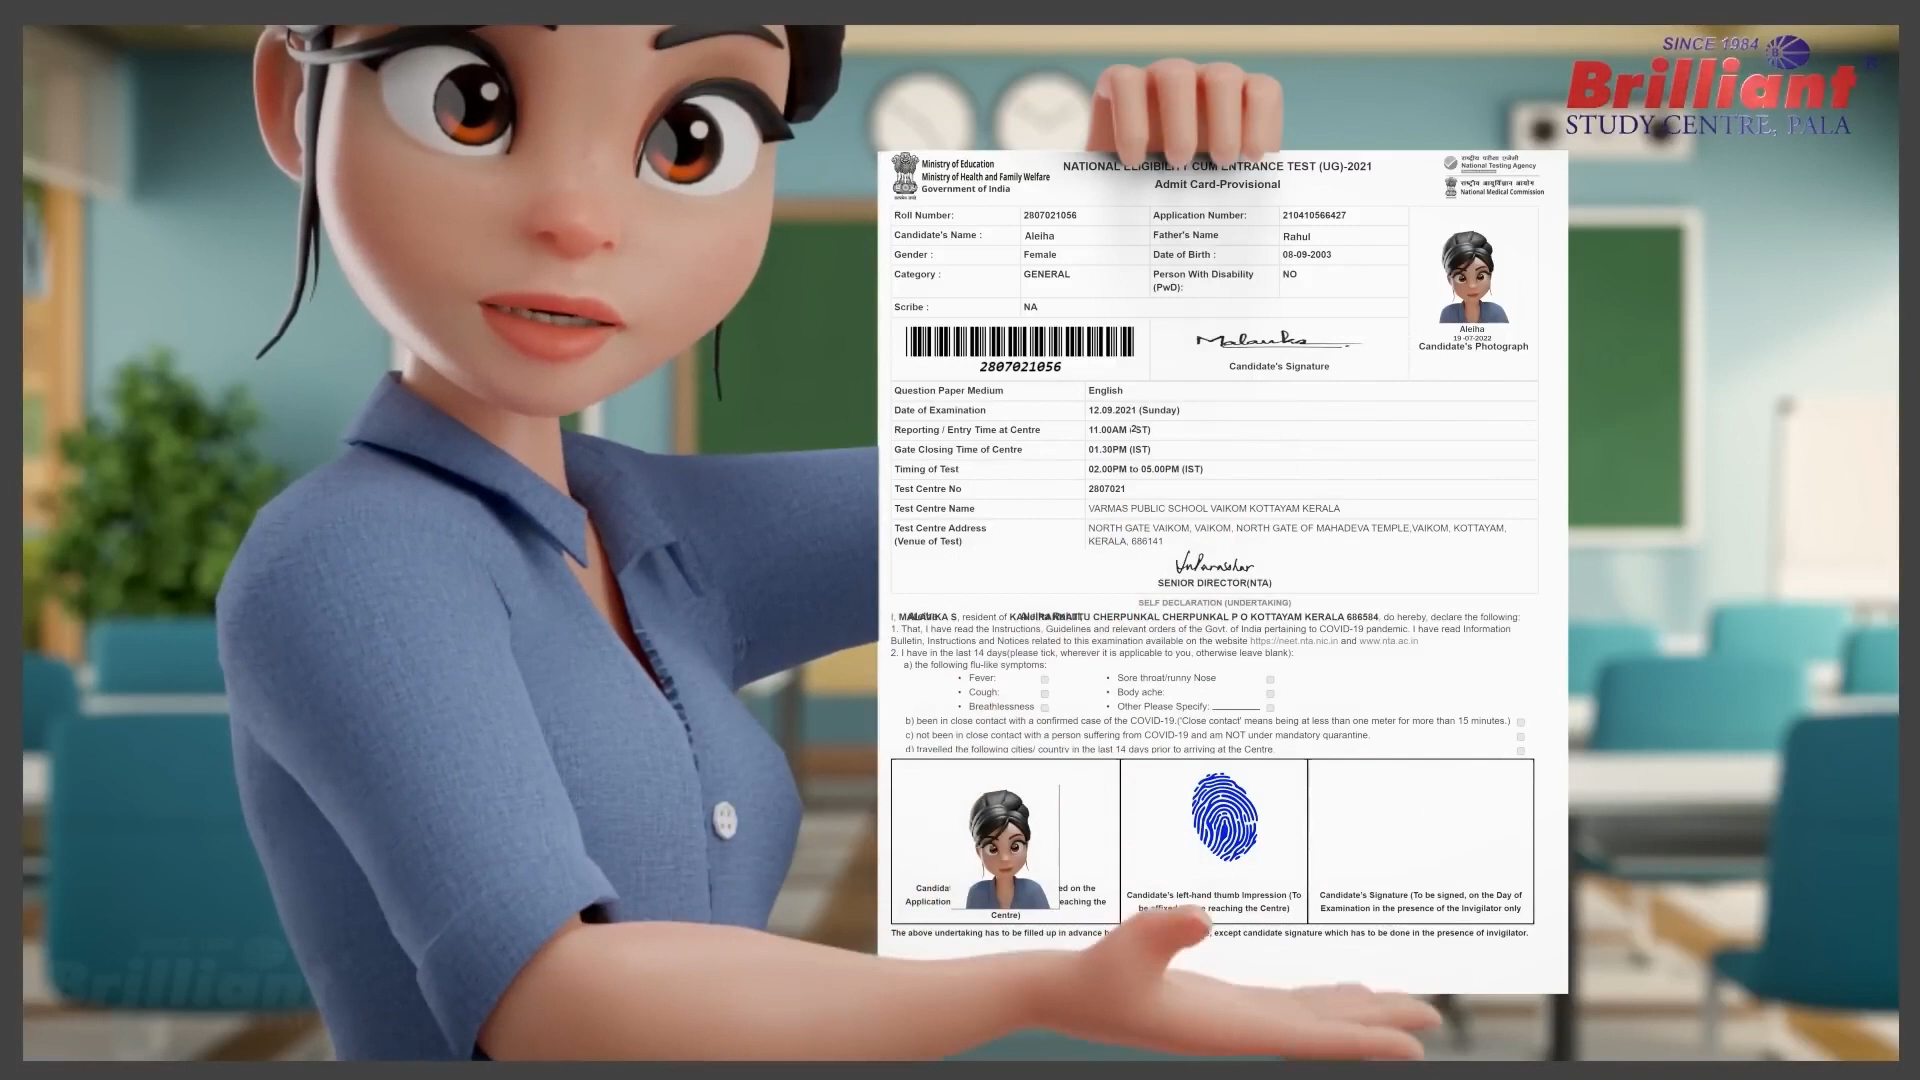 SINCE 1984
Brilliant
STUDY CENTRE, PALA
Ministry of Education
Ministry of Health and Family Welfare
Government of India
NATIONAL ELIGIBILITY CUM ENTRANCE TEST (UG)-2021
Admit Card-Provisional
राष्ट्रीय परीक्षा एजेंसी
National Testing Agency
राष्ट्रीय आयुर्विज्ञान आयोग
National Medical Commission
Roll Number: 2807021056 Application Number: 210410566427
Candidate's Name : Aleiha Father's Name Rahul
Gender : Female Date of Birth : 08-09-2003
Category : GENERAL Person With Disability (PwD): NO
Scribe : NA
Aleiha
19-07-2022
Candidate's Photograph
2807021056
Malavika
Candidate's Signature
Question Paper Medium English
Date of Examination 12.09.2021 (Sunday)
Reporting / Entry Time at Centre 11.00AM
Gate Closing Time of Centre 01.30PM (IST)
Timing of Test 02.00PM to 05.00PM (IST)
Test Centre No 2807021
Test Centre Name VARMAS PUBLIC SCHOOL VAIKOM KOTTAYAM KERALA
Test Centre Address NORTH GATE VAIKOM, VAIKOM, NORTH GATE OF MAHADEVA TEMPLE,VAIKOM, KOTTAYAM,
(Venue of Test) KERALA, 686141
SENIOR DIRECTOR(NTA)
SELF DECLARATION (UNDERTAKING)
I, MALAVIKA S, resident of CHERPUNKAL CHERPUNKAL P O KOTTAYAM KERALA 686584, do hereby, declare the following:
1. That, I have read the Instructions, Guidelines and relevant orders of the Govt. of India pertaining to COVID-19 pandemic. I have read Information
Bulletin, Instructions and Notices related to this examination available on the website https://neet.nta.nic.in and www.nta.ac.in
2. I have in the last 14 days(please tick, wherever it is applicable to you, otherwise leave blank):
a) the following flu-like symptoms:
• Fever: • Sore throat/runny Nose
• Cough: • Body ache:
• Breathlessness • Other Please Specify:
b) been in close contact with a confirmed case of the COVID-19.('Close contact' means being at less than one meter for more than 15 minutes.)
c) not been in close contact with a person suffering from COVID-19 and am NOT under mandatory quarantine.
d) travelled the following cities/ country in the last 14 days prior to arriving at the Centre.
Candida ed on the
Application eaching the
Centre)
Candidate's left-hand thumb Impression (To
be affixed reaching the Centre)
Candidate's Signature (To be signed, on the Day of
Examination in the presence of the Invigilator only
The above undertaking has to be filled up in advance , except candidate signature which has to be done in the presence of invigilator.
Brilliant